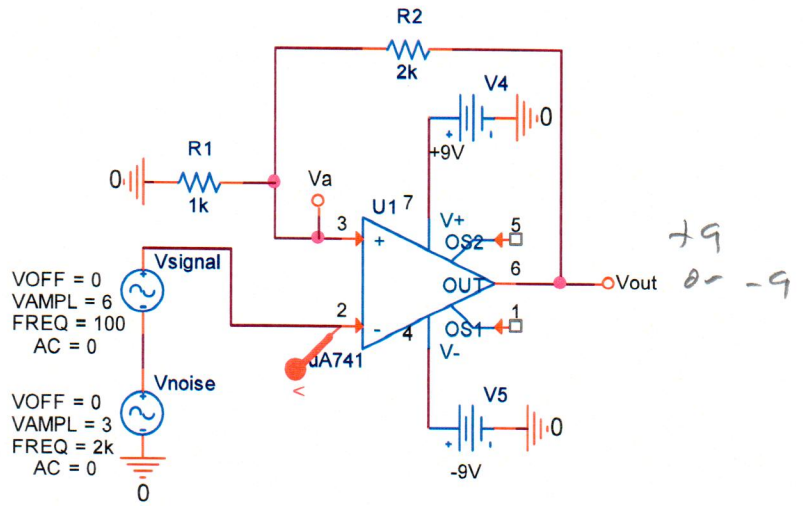 R2
2k
V4
0
+
-
+9V
R1
0
1k
Va
U1
7
3
+
V+
OS2
5
OUT
6
Vout
+9
or -9
Vsignal
VOFF = 0
VAMPL = 6
FREQ = 100
AC = 0
2
-
4
OS1
1
V-
uA741
<
Vnoise
VOFF = 0
VAMPL = 3
FREQ = 2k
AC = 0
0
V5
0
+
-
-9V